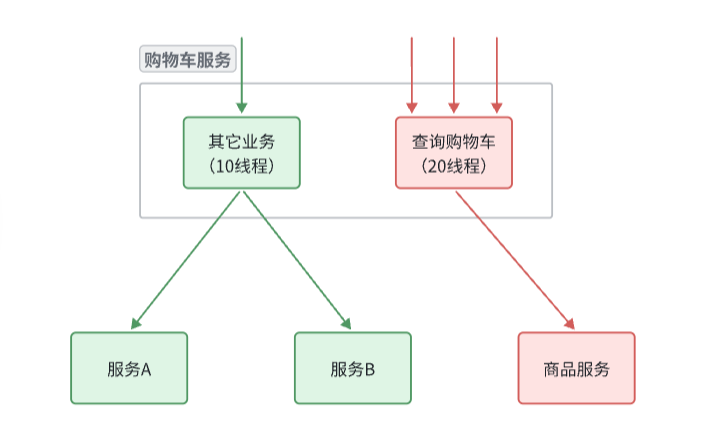 购物车服务
其它业务
（10线程）
查询购物车
（20线程）
服务A
服务B
商品服务